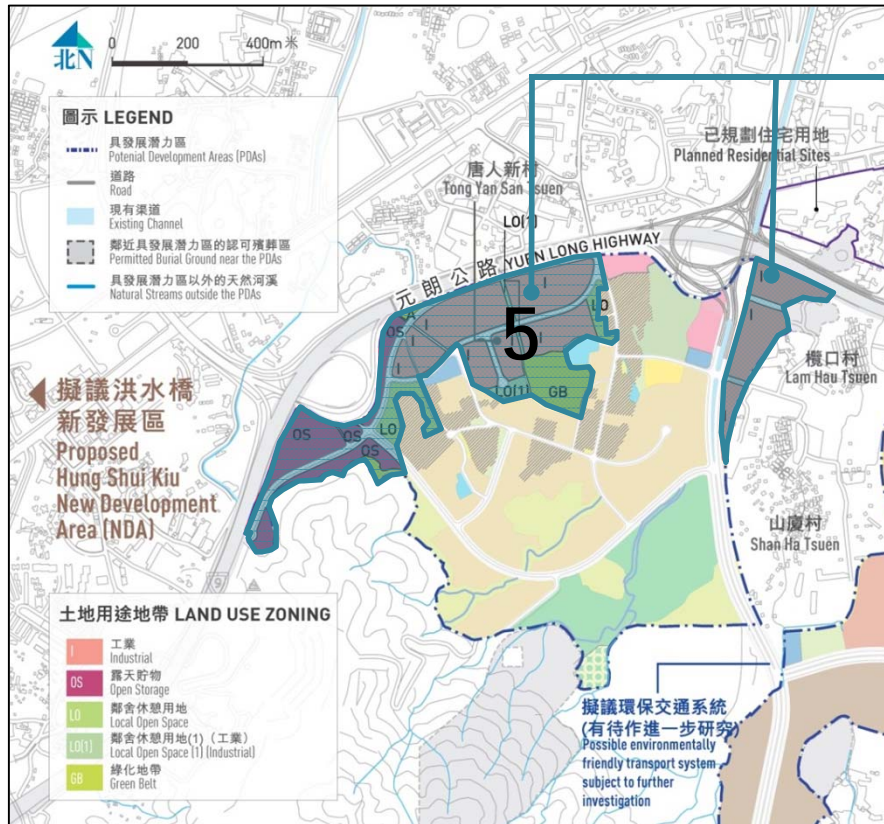 北N
0 200 400m 米
圖示 LEGEND
具發展潛力區
Potenial Development Areas (PDAs)
道路
Road
現有渠道
Existing Channel
鄰近具發展潛力區的認可殯葬區
Permitted Burial Ground near the PDAs
具發展潛力區以外的天然河溪
Natural Streams outside the PDAs
已規劃住宅用地
Planned Residential Sites
唐人新村
Tong Yan San Tsuen
LO(1)
元朗公路 YUEN LONG HIGHWAY
I
I
LO
OS
I
I
I
I
5
I
I
I
欖口村
Lam Hau Tsuen
LO(1)
GB
擬議洪水橋
新發展區
Proposed
Hung Shui Kiu
New Development
Area (NDA)
OS
OS
LO
OS
山廈村
Shan Ha Tsuen
9
土地用途地帶 LAND USE ZONING
I 工業
Industrial
OS 露天貯物
Open Storage
LO 鄰舍休憩用地
Local Open Space
LO(1) 鄰舍休憩用地(1)（工業）
Local Open Space (1) (Industrial)
GB 綠化地帶
Green Belt
擬議環保交通系統
(有待作進一步研究)
Possible environmentally
friendly transport system
subject to further
investigation